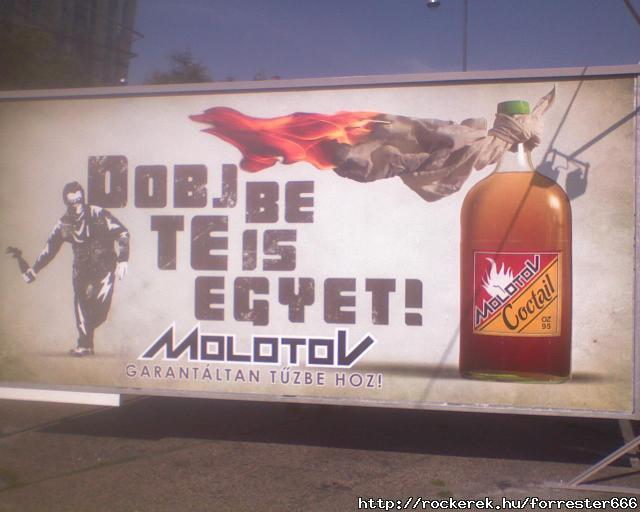 DOBJ BE
TE IS
EGYET!
MOLOTOV
GARANTÁLTAN TŰZBE HOZ!
MOLOTOV
Coctail
OZ
95
http://rockerek.hu/forrester666